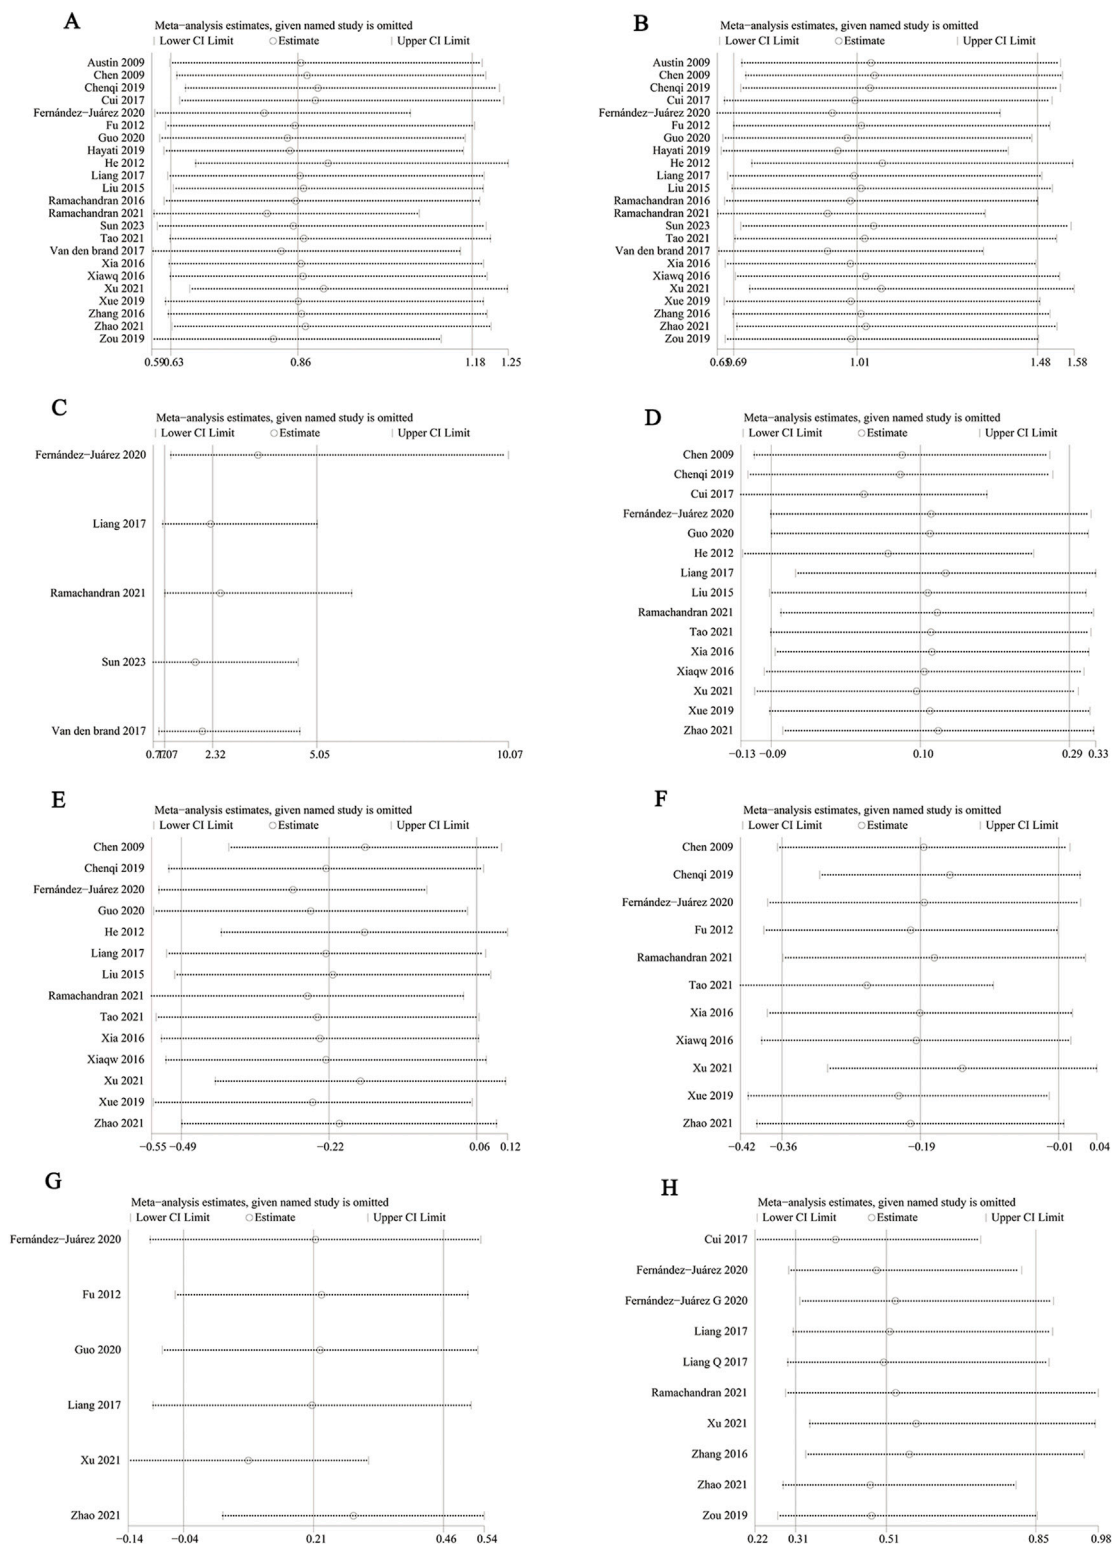 A
Meta−analysis estimates, given named study is omitted
Lower CI Limit Estimate Upper CI Limit
Austin 2009
Chen 2009
Chenqi 2019
Cui 2017
Fernández−Juárez 2020
Fu 2012
Guo 2020
Hayati 2019
He 2012
Liang 2017
Liu 2015
Ramachandran 2016
Ramachandran 2021
Sun 2023
Tao 2021
Van den brand 2017
Xia 2016
Xiawq 2016
Xu 2021
Xue 2019
Zhang 2016
Zhao 2021
Zou 2019
0.59 0.63 0.86 1.18 1.25
B
Meta−analysis estimates, given named study is omitted
Lower CI Limit Estimate Upper CI Limit
Austin 2009
Chen 2009
Chenqi 2019
Cui 2017
Fernández−Juárez 2020
Fu 2012
Guo 2020
Hayati 2019
He 2012
Liang 2017
Liu 2015
Ramachandran 2016
Ramachandran 2021
Sun 2023
Tao 2021
Van den brand 2017
Xia 2016
Xiawq 2016
Xu 2021
Xue 2019
Zhang 2016
Zhao 2021
Zou 2019
0.69 1.01 1.48 1.58
C
Meta−analysis estimates, given named study is omitted
Lower CI Limit Estimate Upper CI Limit
Fernández−Juárez 2020
Liang 2017
Ramachandran 2021
Sun 2023
Van den brand 2017
2.32 5.05 10.07
D
Meta−analysis estimates, given named study is omitted
Lower CI Limit Estimate Upper CI Limit
Chen 2009
Chenqi 2019
Cui 2017
Fernández−Juárez 2020
Guo 2020
He 2012
Liang 2017
Liu 2015
Ramachandran 2021
Tao 2021
Xia 2016
Xiaqw 2016
Xu 2021
Xue 2019
Zhao 2021
−0.13 −0.09 0.10 0.29 0.33
E
Meta−analysis estimates, given named study is omitted
Lower CI Limit Estimate Upper CI Limit
Chen 2009
Chenqi 2019
Fernández−Juárez 2020
Guo 2020
He 2012
Liang 2017
Liu 2015
Ramachandran 2021
Tao 2021
Xia 2016
Xiaqw 2016
Xu 2021
Xue 2019
Zhao 2021
−0.55 −0.49 −0.22 0.06 0.12
F
Meta−analysis estimates, given named study is omitted
Lower CI Limit Estimate Upper CI Limit
Chen 2009
Chenqi 2019
Fernández−Juárez 2020
Fu 2012
Ramachandran 2021
Tao 2021
Xia 2016
Xiawq 2016
Xu 2021
Xue 2019
Zhao 2021
−0.42 −0.36 −0.19 −0.01 0.04
G
Meta−analysis estimates, given named study is omitted
Lower CI Limit Estimate Upper CI Limit
Fernández−Juárez 2020
Fu 2012
Guo 2020
Liang 2017
Xu 2021
Zhao 2021
−0.14 −0.04 0.21 0.46 0.54
H
Meta−analysis estimates, given named study is omitted
Lower CI Limit Estimate Upper CI Limit
Cui 2017
Fernández−Juárez 2020
Fernández−Juárez G 2020
Liang 2017
Liang Q 2017
Ramachandran 2021
Xu 2021
Zhang 2016
Zhao 2021
Zou 2019
0.22 0.31 0.51 0.85 0.98